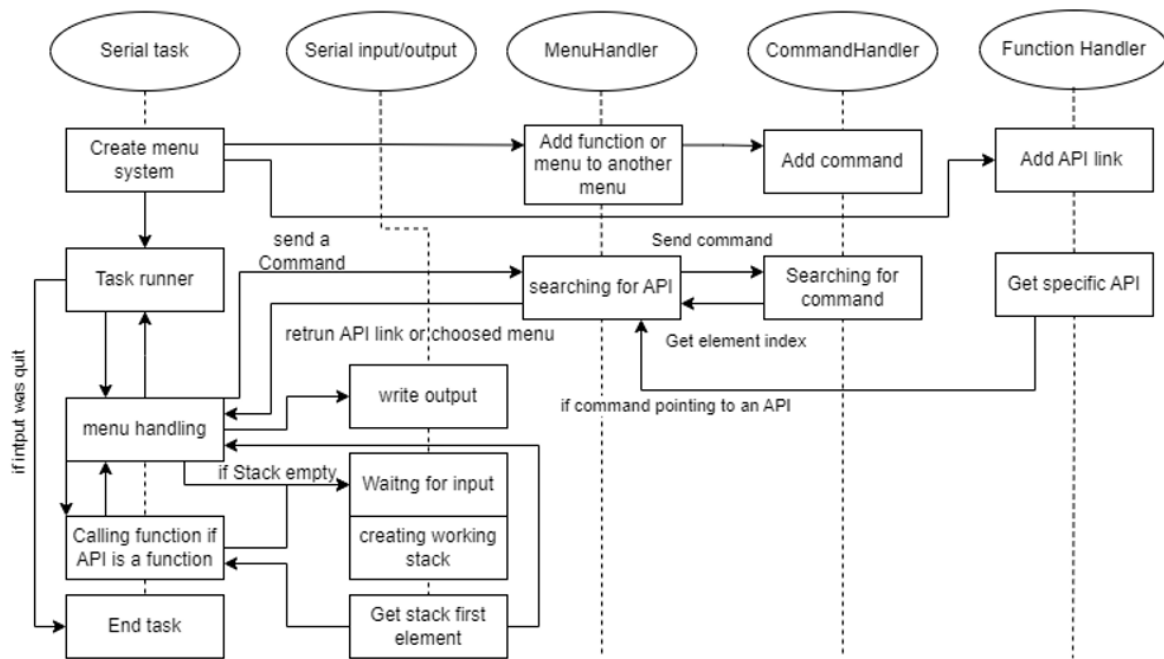 Serial task
Serial input/output
MenuHandler
CommandHandler
Function Handler
Create menu
system
Add function or
menu to another
menu
Add command
Add API link
send a
Command
Send command
Task runner
searching for API
Searching for
command
Get specific API
retrun API link or choosed menu
Get element index
if intput was quit
write output
if command pointing to an API
menu handling
if Stack empty
Waitng for input
Calling function if
API is a function
creating working
stack
End task
Get stack first
element